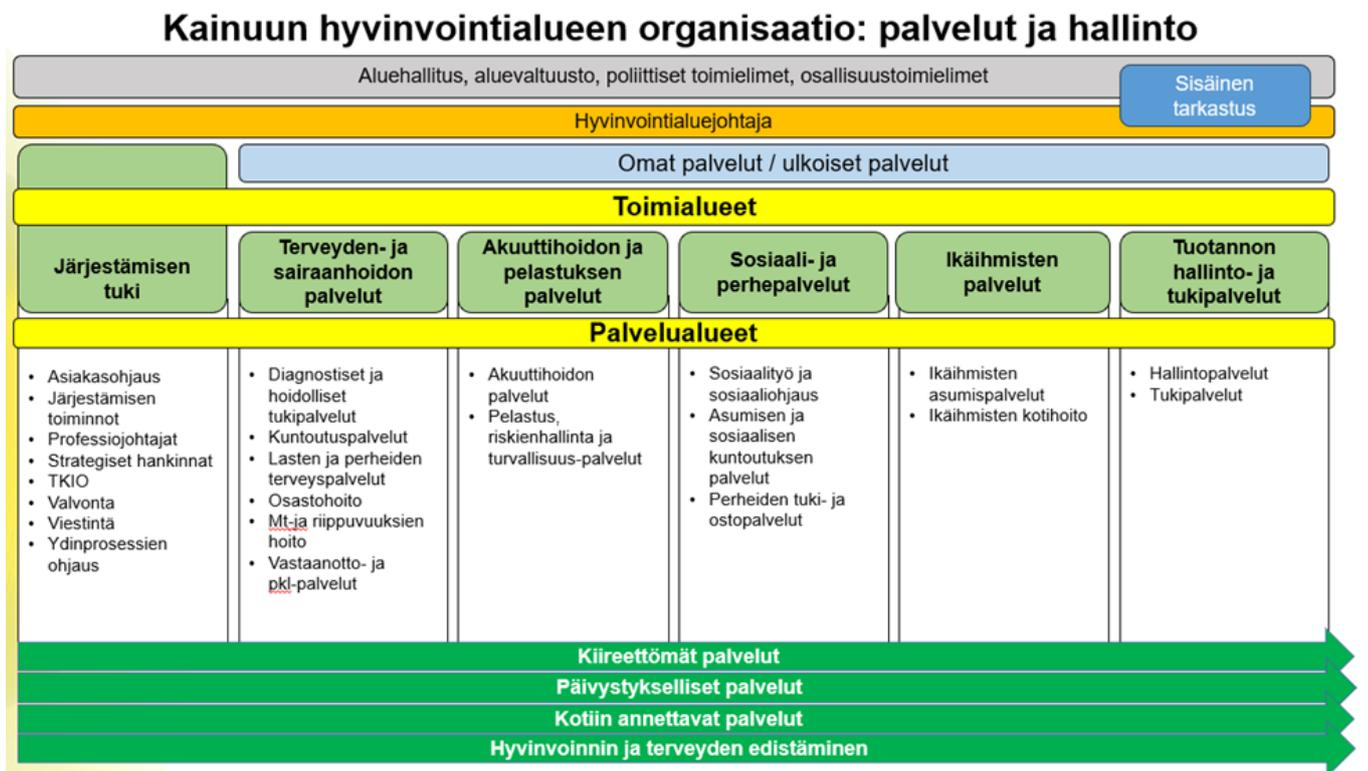 Kainuun hyvinvointialueen organisaatio: palvelut ja hallinto
Aluehallitus, aluevaltuusto, poliittiset toimielimet, osallisuustoimielimet
Sisäinen
tarkastus
Hyvinvointialuejohtaja
Omat palvelut / ulkoiset palvelut
Toimialueet
Järjestämisen
tuki
Terveyden- ja
sairaanhoidon
palvelut
Akuuttihoidon ja
pelastuksen
palvelut
Sosiaali- ja
perhepalvelut
Ikäihmisten
palvelut
Tuotannon
hallinto- ja
tukipalvelut
Palvelualueet
• Asiakasohjaus
• Järjestämisen
toiminnot
• Professiojohtajat
• Strategiset hankinnat
• TKIO
• Valvonta
• Viestintä
• Ydinprosessien
ohjaus
• Diagnostiset ja
hoidolliset
tukipalvelut
• Kuntoutuspalvelut
• Lasten ja perheiden
terveyspalvelut
• Osastohoito
• Mt-ja riippuvuuksien
hoito
• Vastaanotto- ja
pkl-palvelut
• Akuuttihoidon
palvelut
• Pelastus,
riskienhallinta ja
turvallisuus-palvelut
• Sosiaalityö ja
sosiaaliohjaus
• Asumisen ja
sosiaalisen
kuntoutuksen
palvelut
• Perheiden tuki- ja
ostopalvelut
• Ikäihmisten
asumispalvelut
• Ikäihmisten kotihoito
• Hallintopalvelut
• Tukipalvelut
Kiireettömät palvelut
Päivystykselliset palvelut
Kotiin annettavat palvelut
Hyvinvoinnin ja terveyden edistäminen